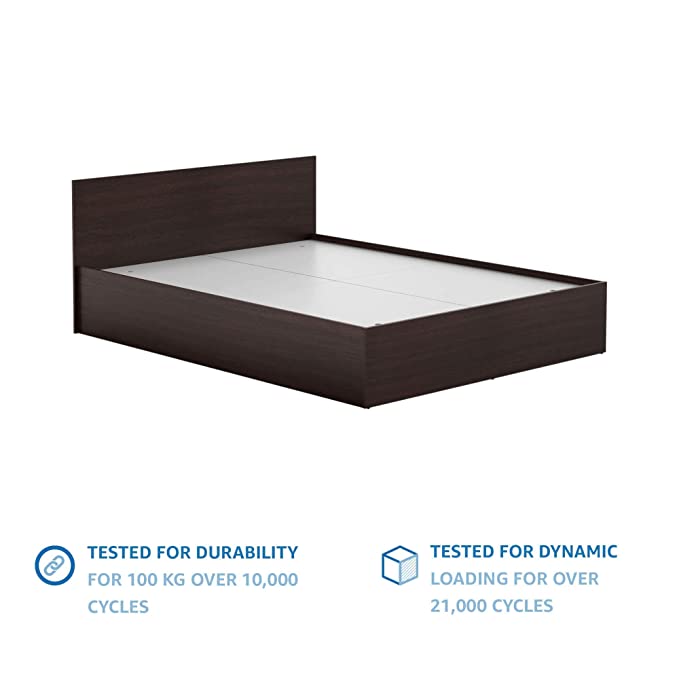 TESTED FOR DURABILITY
FOR 100 KG OVER 10,000
CYCLES
TESTED FOR DYNAMIC
LOADING FOR OVER
21,000 CYCLES